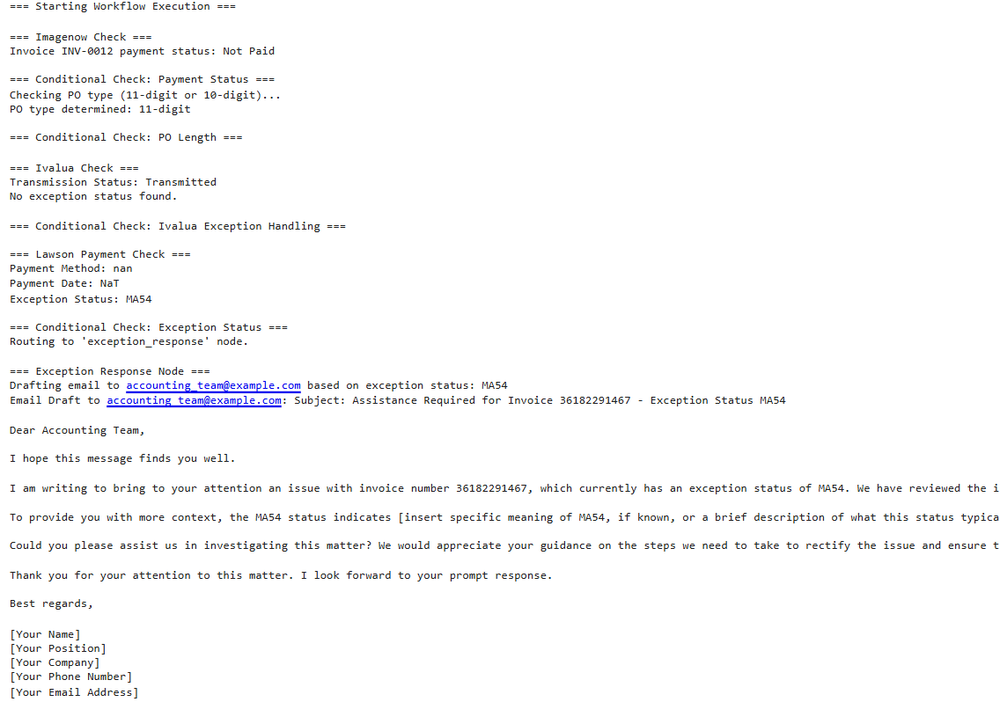 === Starting Workflow Execution ===
=== Imagenow Check ===
Invoice INV-0012 payment status: Not Paid
=== Conditional Check: Payment Status ===
Checking PO type (11-digit or 10-digit)...
PO type determined: 11-digit
=== Conditional Check: PO Length ===
=== Ivalua Check ===
Transmission Status: Transmitted
No exception status found.
=== Conditional Check: Ivalua Exception Handling ===
=== Lawson Payment Check ===
Payment Method: nan
Payment Date: NaT
Exception Status: MA54
=== Conditional Check: Exception Status ===
Routing to 'exception_response' node.
=== Exception Response Node ===
Drafting email to accounting_team@example.com based on exception status: MA54
Email Draft to accounting_team@example.com: Subject: Assistance Required for Invoice 36182291467 - Exception Status MA54
Dear Accounting Team,
I hope this message finds you well.
I am writing to bring to your attention an issue with invoice number 36182291467, which currently has an exception status of MA54. We have reviewed the i
To provide you with more context, the MA54 status indicates [insert specific meaning of MA54, if known, or a brief description of what this status typica
Could you please assist us in investigating this matter? We would appreciate your guidance on the steps we need to take to rectify the issue and ensure t
Thank you for your attention to this matter. I look forward to your prompt response.
Best regards,
[Your Name]
[Your Position]
[Your Company]
[Your Phone Number]
[Your Email Address]